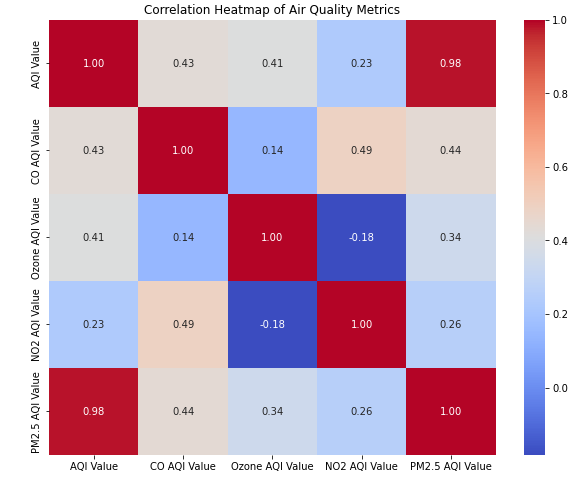 Correlation Heatmap of Air Quality Metrics
AQI Value 1.00 0.43 0.41 0.23 0.98
CO AQI Value 0.43 1.00 0.14 0.49 0.44
Ozone AQI Value 0.41 0.14 1.00 -0.18 0.34
NO2 AQI Value 0.23 0.49 -0.18 1.00 0.26
PM2.5 AQI Value 0.98 0.44 0.34 0.26 1.00
AQI Value CO AQI Value Ozone AQI Value NO2 AQI Value PM2.5 AQI Value
1.0
0.8
0.6
0.4
0.2
0.0